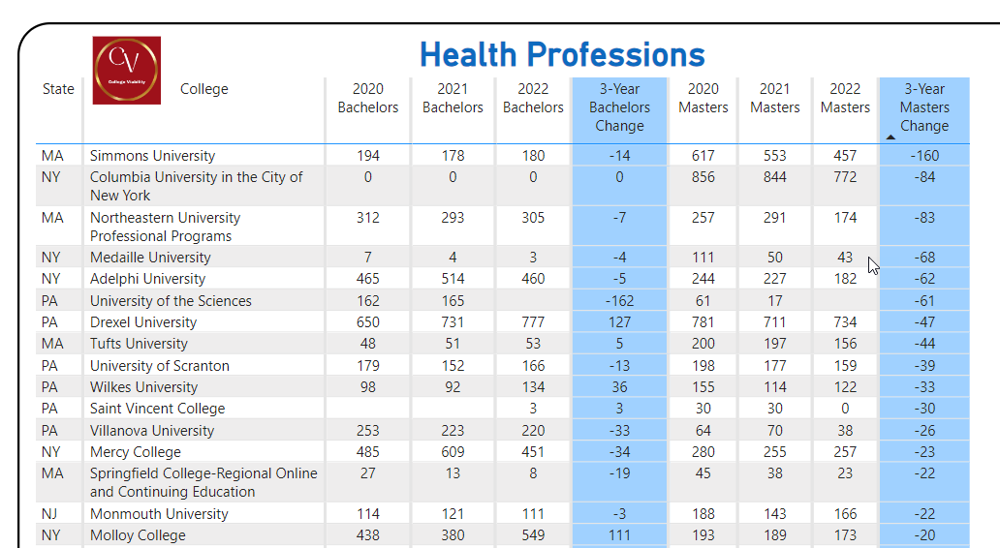 CV
College Viability
Health Professions
State College 2020 Bachelors 2021 Bachelors 2022 Bachelors 3-Year Bachelors Change 2020 Masters 2021 Masters 2022 Masters 3-Year Masters Change
MA Simmons University 194 178 180 -14 617 553 457 -160
NY Columbia University in the City of New York 0 0 0 0 856 844 772 -84
MA Northeastern University Professional Programs 312 293 305 -7 257 291 174 -83
NY Medaille University 7 4 3 -4 111 50 43 -68
NY Adelphi University 465 514 460 -5 244 227 182 -62
PA University of the Sciences 162 165 -162 61 17 -61
PA Drexel University 650 731 777 127 781 711 734 -47
MA Tufts University 48 51 53 5 200 197 156 -44
PA University of Scranton 179 152 166 -13 198 177 159 -39
PA Wilkes University 98 92 134 36 155 114 122 -33
PA Saint Vincent College 3 3 30 30 0 -30
PA Villanova University 253 223 220 -33 64 70 38 -26
NY Mercy College 485 609 451 -34 280 255 257 -23
MA Springfield College-Regional Online and Continuing Education 27 13 8 -19 45 38 23 -22
NJ Monmouth University 114 121 111 -3 188 143 166 -22
NY Molloy College 438 380 549 111 193 189 173 -20